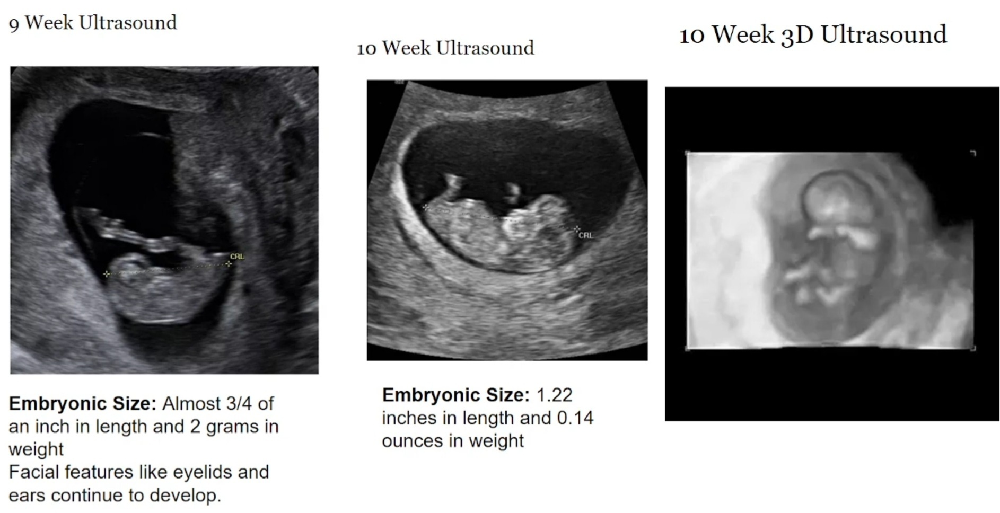 9 Week Ultrasound
CRL
Embryonic Size: Almost 3/4 of
an inch in length and 2 grams in
weight
Facial features like eyelids and
ears continue to develop.
10 Week Ultrasound
CRL
Embryonic Size: 1.22
inches in length and 0.14
ounces in weight
10 Week 3D Ultrasound